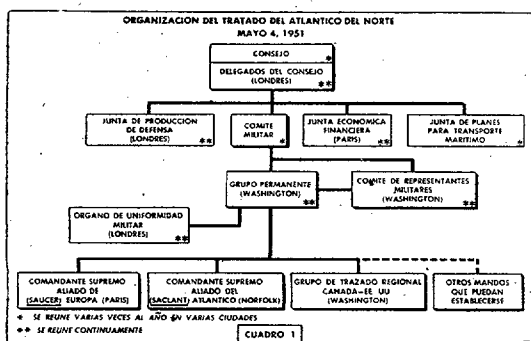 ORGANIZACION DEL TRATADO DEL ATLANTICO DEL NORTE
MAYO 4, 1951
CONSEJO *
DELEGADOS DEL CONSEJO
(LONDRES) **
JUNTA DE PRODUCCION
DE DEFENSA
(LONDRES) **
COMITE
MILITAR *
JUNTA ECONOMICA
FINANCIERA
(PARIS) **
JUNTA DE PLANES
PARA TRANSPORTE
MARITIMO *
GRUPO PERMANENTE
(WASHINGTON) **
COMITE DE REPRESENTANTES
MILITARES
(WASHINGTON) **
ORGANO DE UNIFORMIDAD
MILITAR
(LONDRES) **
COMANDANTE SUPREMO
ALIADO DE
(SAUCER) EUROPA (PARIS)
COMANDANTE SUPREMO
ALIADO DEL
(SACLANT) ATLANTICO (NORFOLK)
GRUPO DE TRAZADO REGIONAL
CANADA-EE UU
(WASHINGTON)
OTROS MANDOS
QUE PUEDAN
ESTABLECERSE
* SE REUNE VARIAS VECES AL AÑO EN VARIAS CIUDADES
** SE REUNE CONTINUAMENTE
CUADRO 1